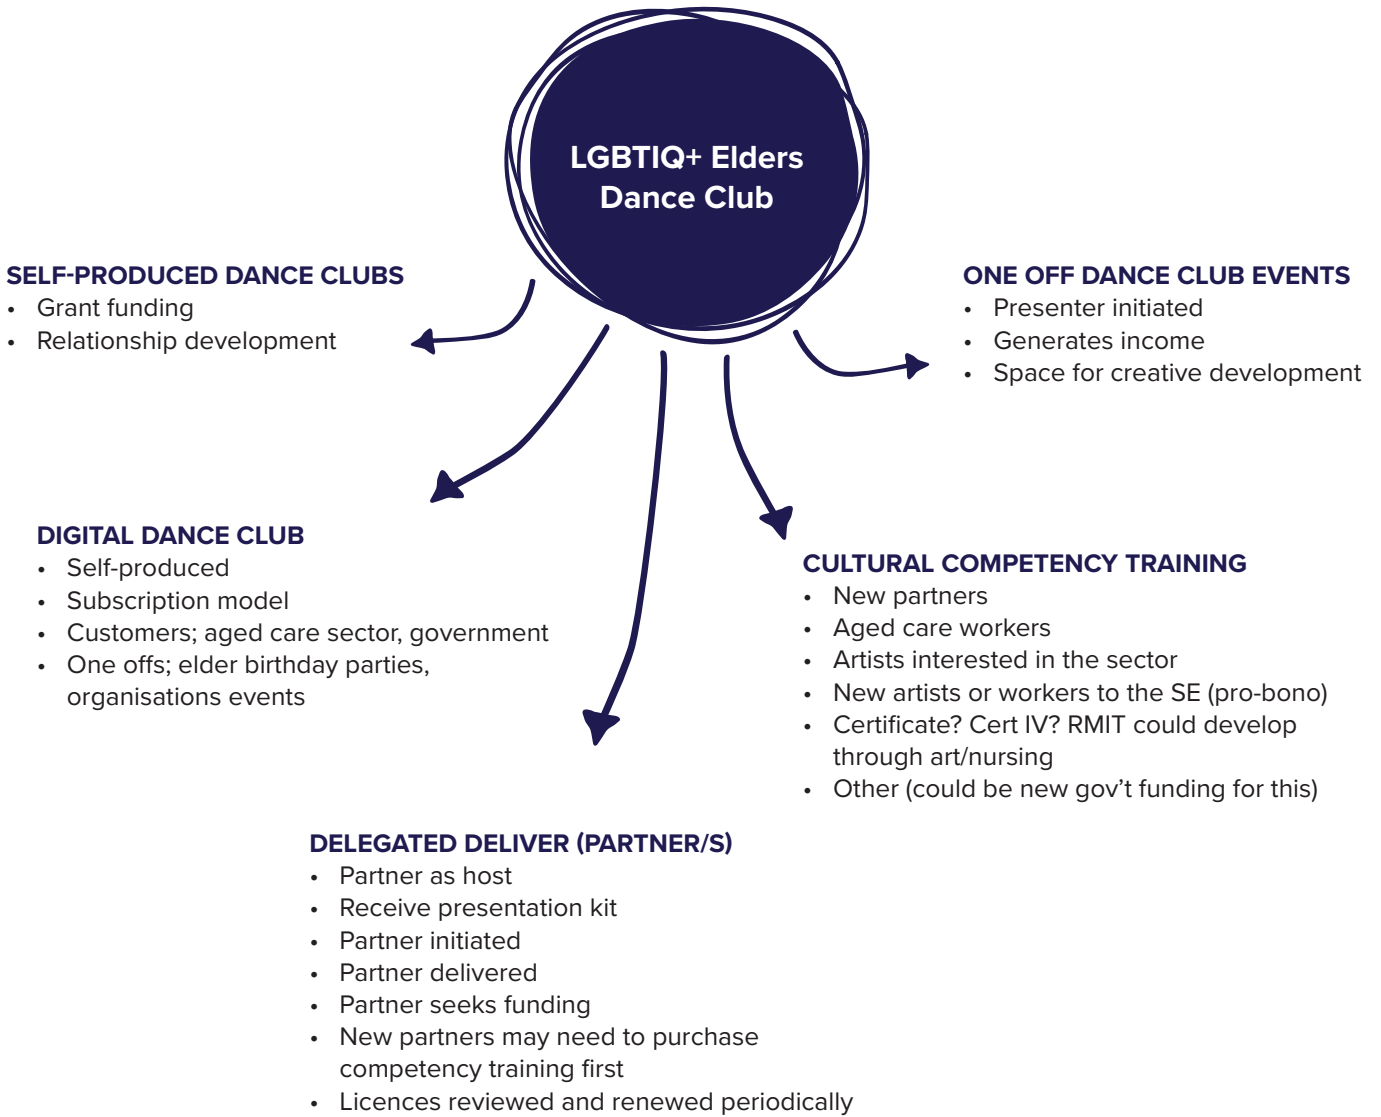 LGBTIQ+ Elders
Dance Club
SELF-PRODUCED DANCE CLUBS
• Grant funding
• Relationship development
ONE OFF DANCE CLUB EVENTS
• Presenter initiated
• Generates income
• Space for creative development
DIGITAL DANCE CLUB
• Self-produced
• Subscription model
• Customers; aged care sector, government
• One offs; elder birthday parties,
organisations events
CULTURAL COMPETENCY TRAINING
• New partners
• Aged care workers
• Artists interested in the sector
• New artists or workers to the SE (pro-bono)
• Certificate? Cert IV? RMIT could develop
through art/nursing
• Other (could be new gov’t funding for this)
DELEGATED DELIVER (PARTNER/S)
• Partner as host
• Receive presentation kit
• Partner initiated
• Partner delivered
• Partner seeks funding
• New partners may need to purchase
competency training first
• Licences reviewed and renewed periodically